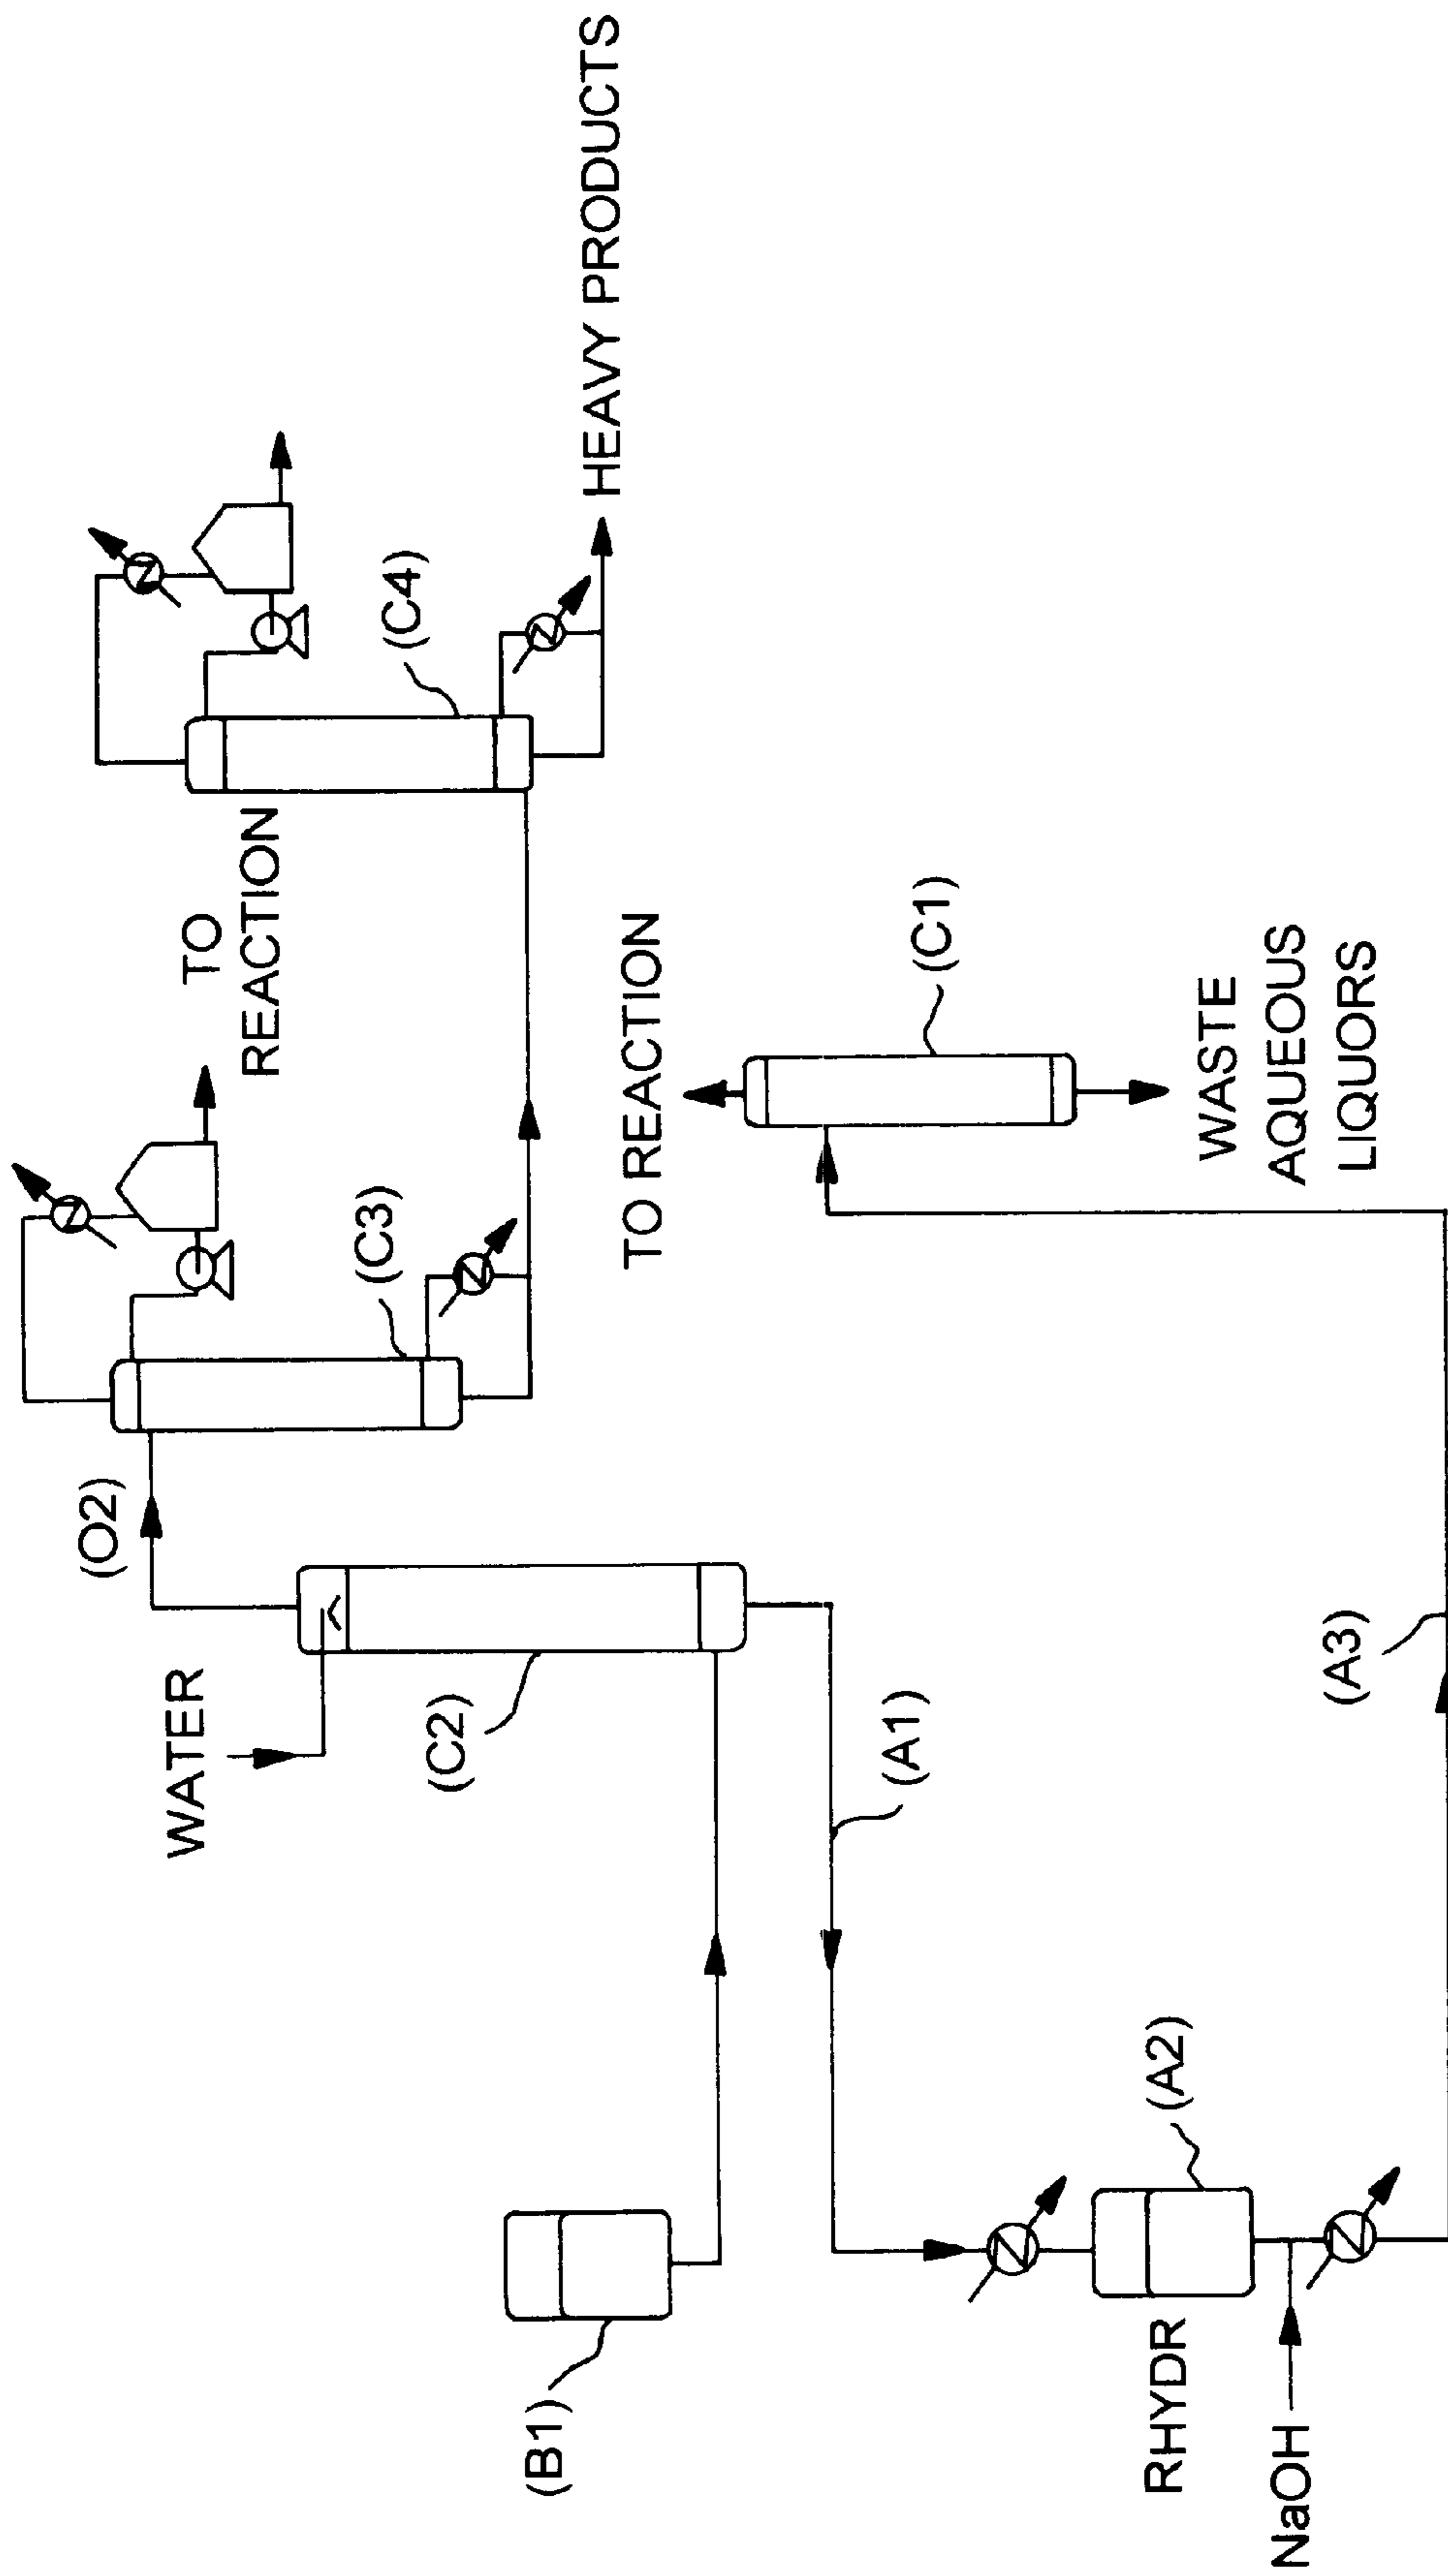 WATER
(O2)
TO
REACTION
(C3)
(C4)
HEAVY PRODUCTS
(C2)
(B1)
TO REACTION
(C1)
(A1)
WASTE
AQUEOUS
LIQUORS
RHYDR
(A2)
NaOH
(A3)